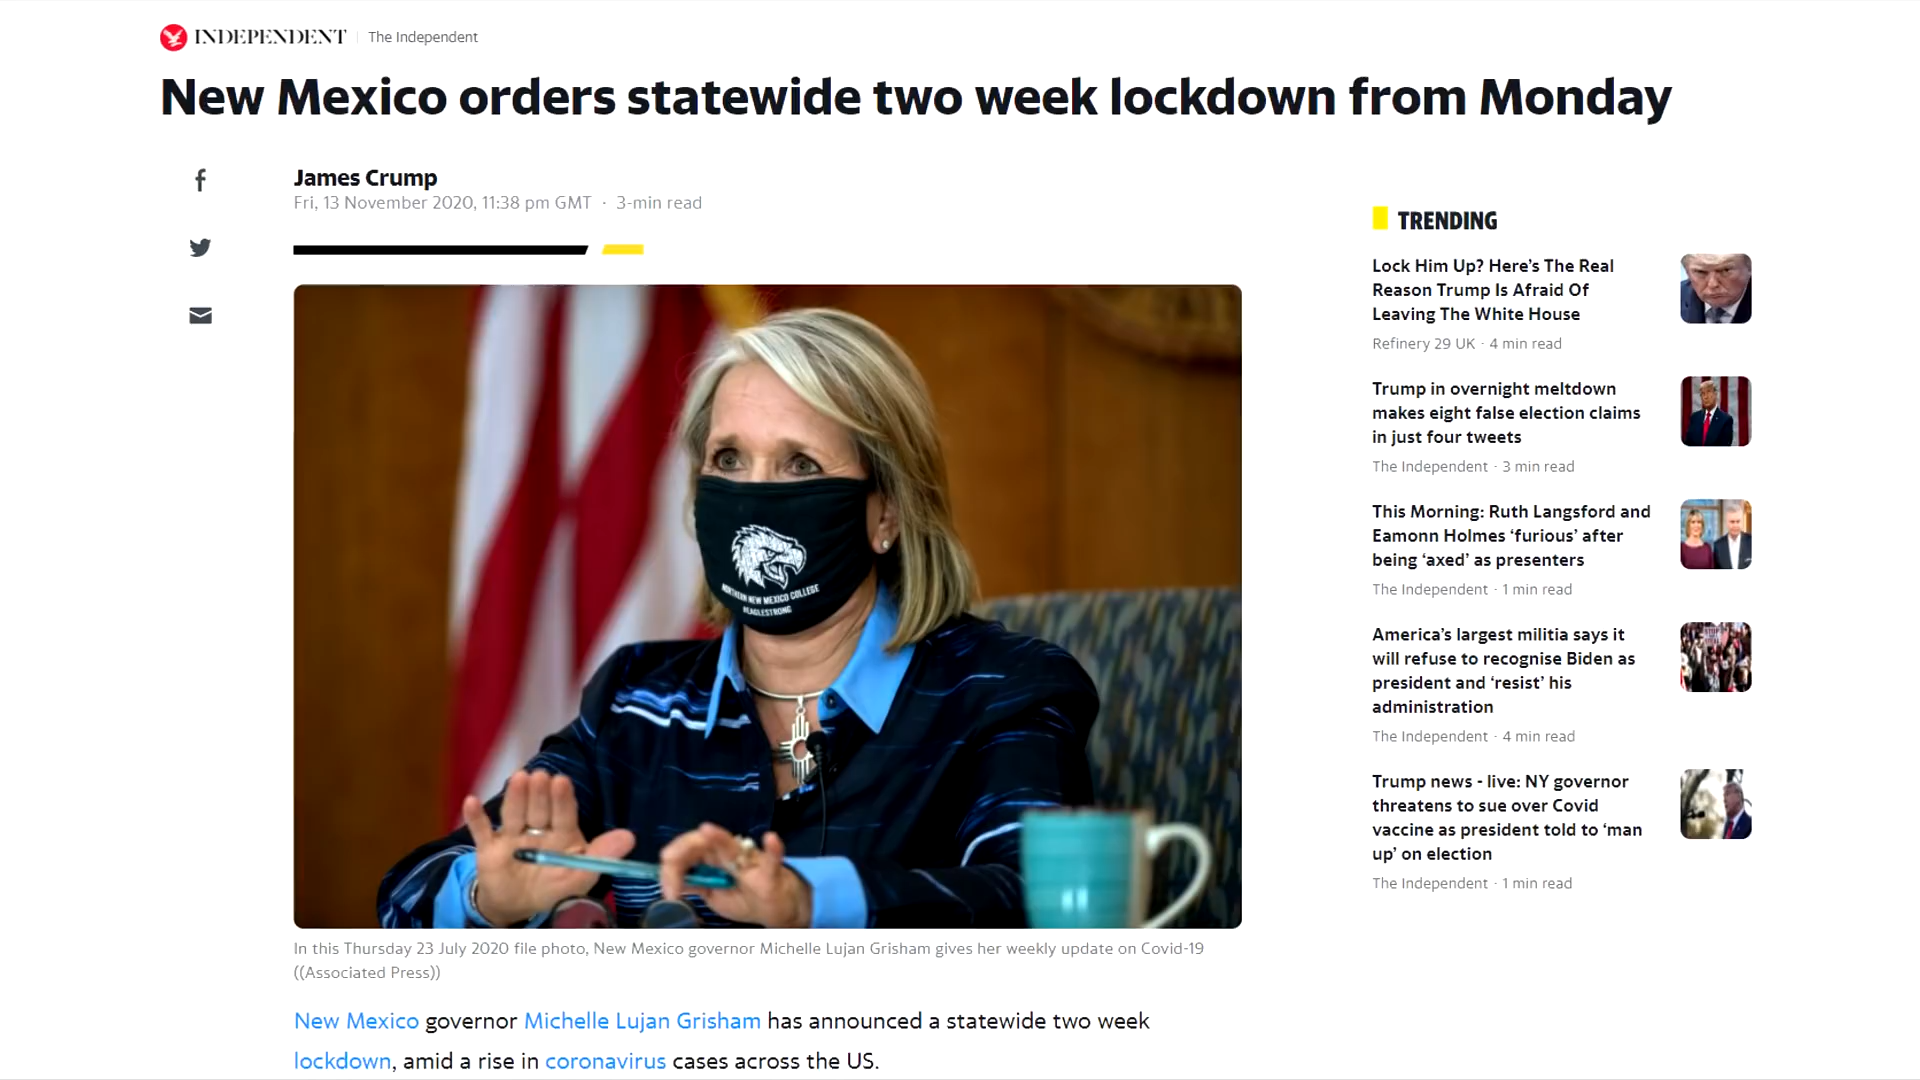 INDEPENDENT
The Independent
New Mexico orders statewide two week lockdown from Monday
James Crump
Fri, 13 November 2020, 11:38 pm GMT · 3-min read
NORTHERN NEW MEXICO COLLEGE
#EAGLESTRONG
In this Thursday 23 July 2020 file photo, New Mexico governor Michelle Lujan Grisham gives her weekly update on Covid-19
((Associated Press))
New Mexico governor Michelle Lujan Grisham has announced a statewide two week
lockdown, amid a rise in coronavirus cases across the US.
TRENDING
Lock Him Up? Here’s The Real
Reason Trump Is Afraid Of
Leaving The White House
Refinery 29 UK · 4 min read
Trump in overnight meltdown
makes eight false election claims
in just four tweets
The Independent · 3 min read
This Morning: Ruth Langsford and
Eamonn Holmes ‘furious’ after
being ‘axed’ as presenters
The Independent · 1 min read
America’s largest militia says it
will refuse to recognise Biden as
president and ‘resist’ his
administration
The Independent · 4 min read
Trump news - live: NY governor
threatens to sue over Covid
vaccine as president told to ‘man
up’ on election
The Independent · 1 min read